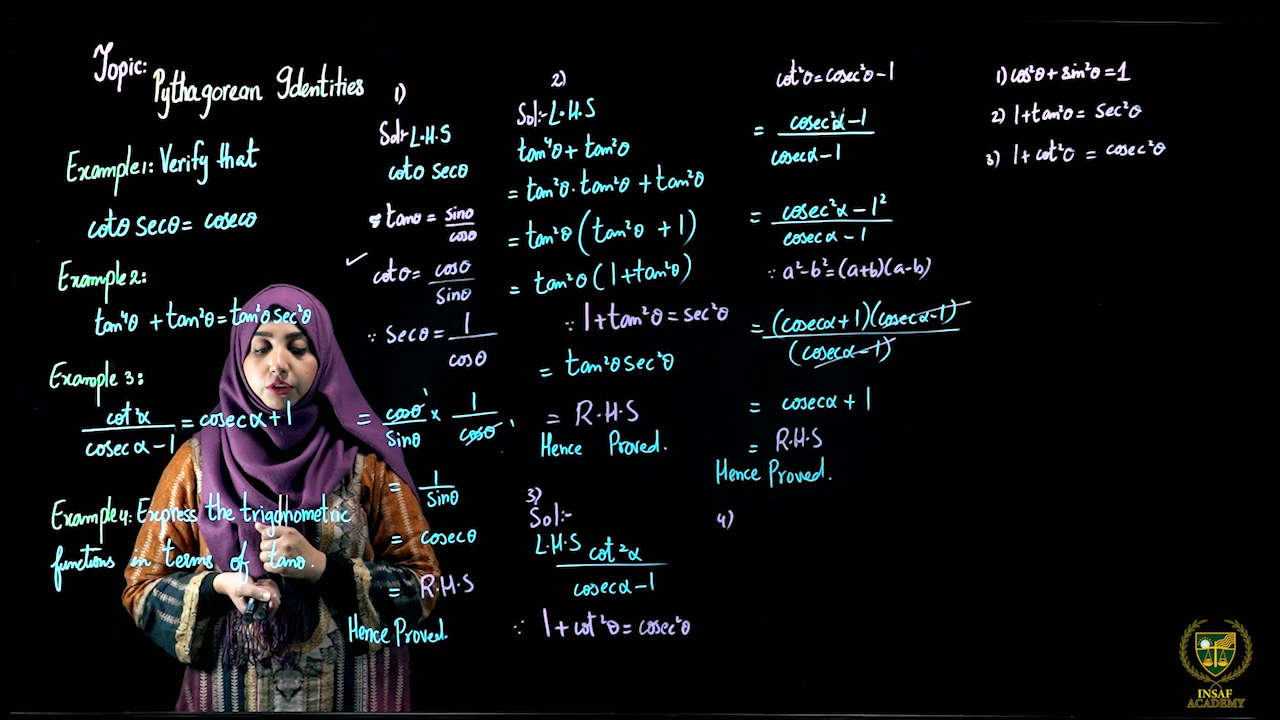 Topic:
Pythagorean Identities
Example 1: Verify that
cotθ secθ = cosecθ
Example 2:
tan⁴θ + tan²θ = tan²θ sec²θ
Example 3:
cot²α / cosecα - 1 = cosecα + 1
Example 4: Express the trigonometric
functions in terms of tanθ.
1)
Sol:- L.H.S
cotθ secθ
tanθ = sinθ / cosθ
✓ cotθ = cosθ / sinθ
∵ secθ = 1 / cosθ
= cosθ / sinθ × 1 / cosθ
= 1 / sinθ
= cosecθ
= R.H.S
Hence Proved.
2)
Sol:- L.H.S
tan⁴θ + tan²θ
= tan²θ . tan²θ + tan²θ
= tan²θ (tan²θ + 1)
= tan²θ (1 + tan²θ)
∵ 1 + tan²θ = sec²θ
= tan²θ sec²θ
= R.H.S
Hence Proved.
3)
Sol:-
L.H.S cot²α / cosecα - 1
∵ 1 + cot²θ = cosec²θ
cot²θ = cosec²θ - 1
= cosec²α - 1 / cosecα - 1
= cosec²α - 1² / cosecα - 1
∵ a² - b² = (a+b)(a-b)
= (cosecα + 1)(cosecα - 1) / (cosecα - 1)
= cosecα + 1
= R.H.S
Hence Proved.
4)
1) cos²θ + sin²θ = 1
2) 1 + tan²θ = sec²θ
3) 1 + cot²θ = cosec²θ
INSAF
ACADEMY